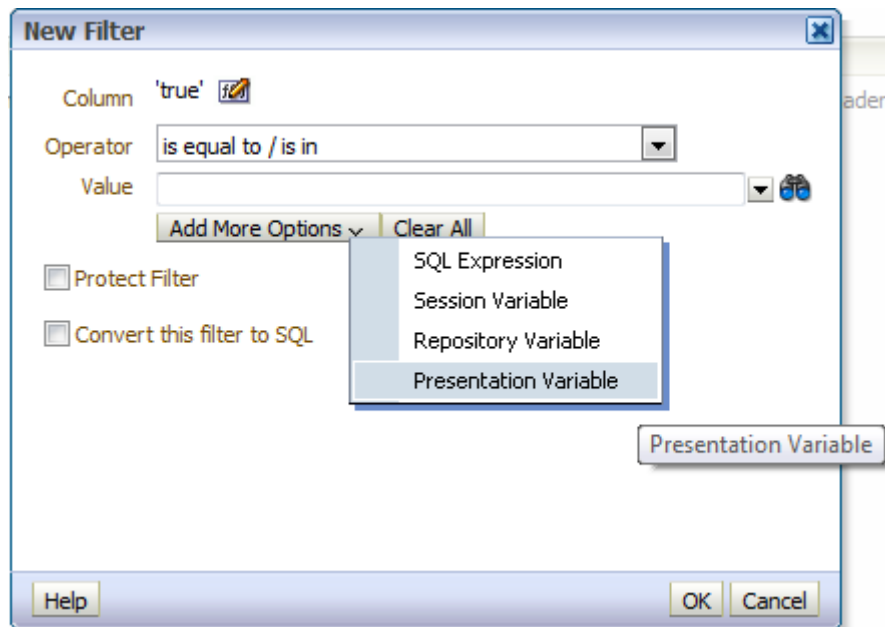 New Filter
Column 'true'
ader
Operator is equal to / is in
Value
Add More Options Clear All
SQL Expression
Protect Filter
Session Variable
Convert this filter to SQL
Repository Variable
Presentation Variable
Presentation Variable
Help OK Cancel